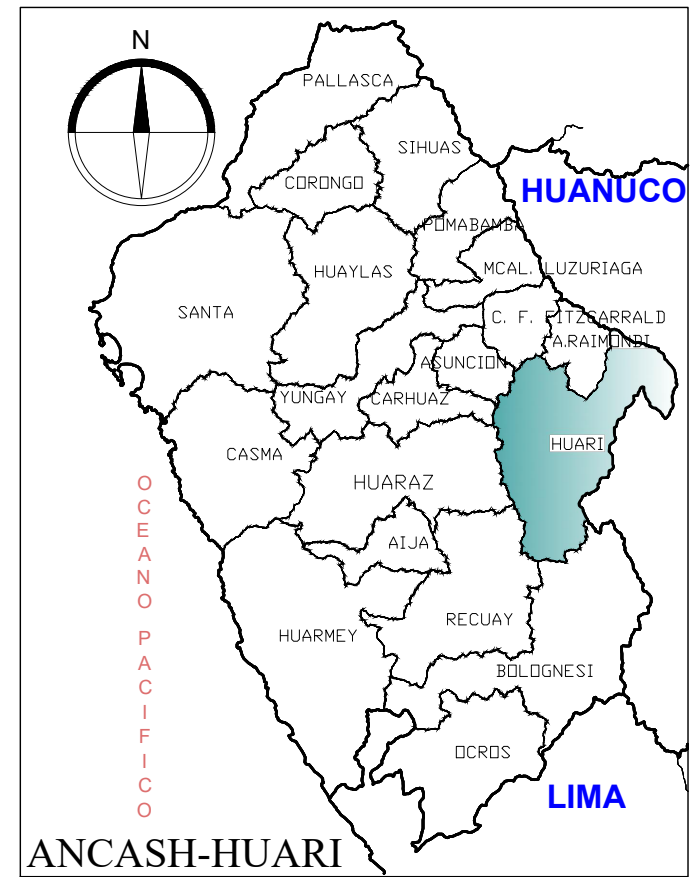 N
PALLASCA
SIHUAS
CORONGO
HUANUCO
POMABAMBA
HUAYLAS
MCAL. LUZURIAGA
SANTA
C. F. FITZCARRALD
A.RAIMONDI
ASUNCION
YUNGAY
CARHUAZ
HUARI
CASMA
HUARAZ
OCEANO PACIFICO
AIJA
RECUAY
HUARMEY
BOLOGNESI
OCROS
LIMA
ANCASH-HUARI